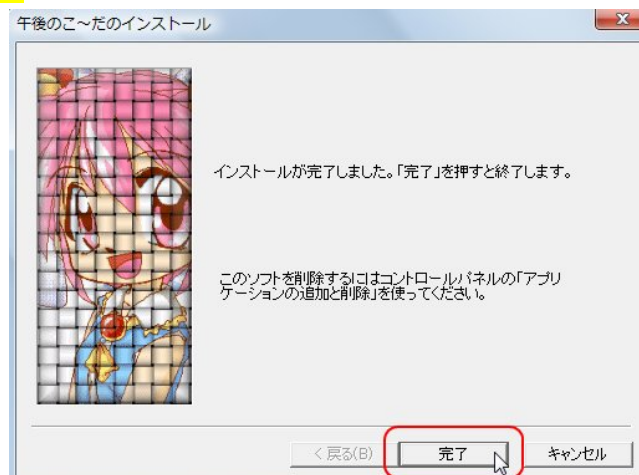 午後のこ～だのインストール
インストールが完了しました。「完了」を押すと終了します。
このソフトを削除するにはコントロールパネルの「アプリ
ケーションの追加と削除」を使ってください。
< 戻る(B)
完了
キャンセル